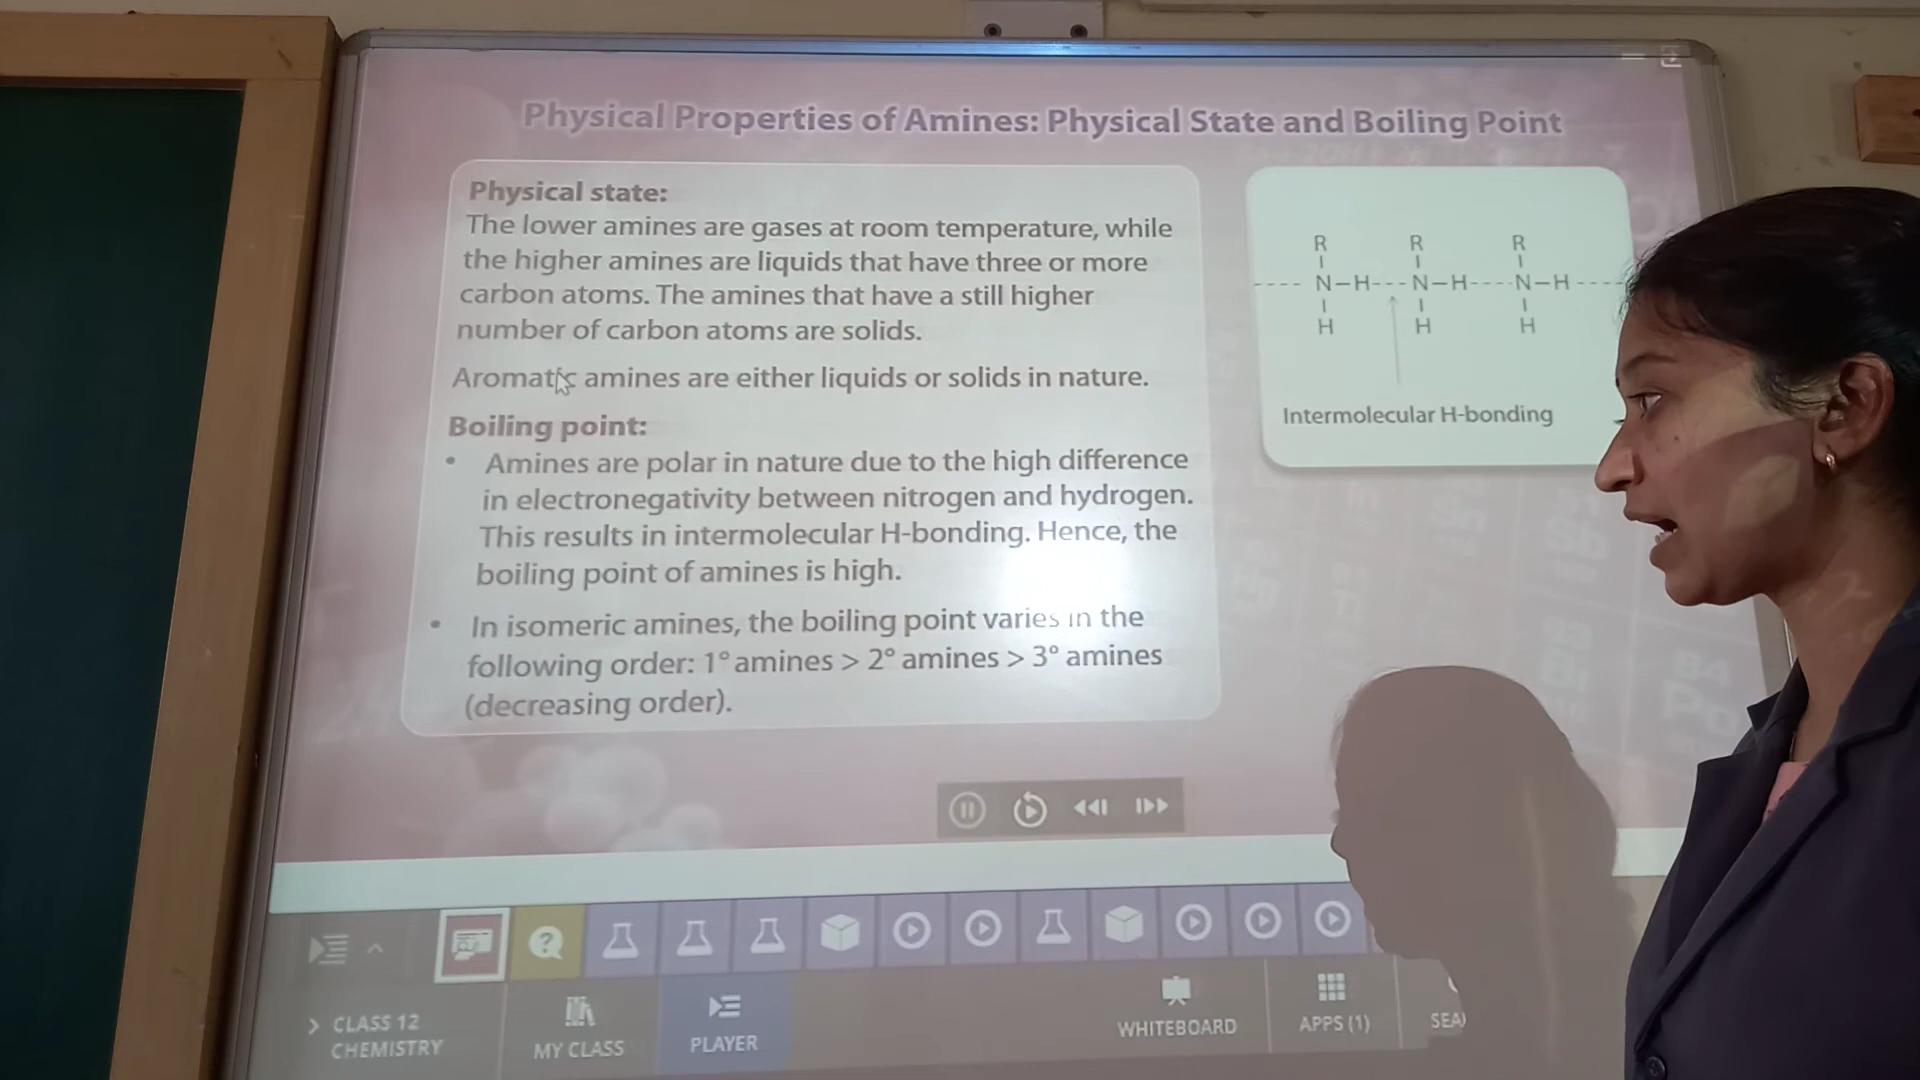 Physical Properties of Amines: Physical State and Boiling Point
Physical state:
The lower amines are gases at room temperature, while
the higher amines are liquids that have three or more
carbon atoms. The amines that have a still higher
number of carbon atoms are solids.
Aromatic amines are either liquids or solids in nature.
Boiling point:
• Amines are polar in nature due to the high difference
in electronegativity between nitrogen and hydrogen.
This results in intermolecular H-bonding. Hence, the
boiling point of amines is high.
• In isomeric amines, the boiling point varies in the
following order: 1° amines > 2° amines > 3° amines
(decreasing order).
R R R
N–H---N–H----N–H----
H H H
Intermolecular H-bonding
Po
CLASS 12
CHEMISTRY
MY CLASS
PLAYER
WHITEBOARD
APPS (1)